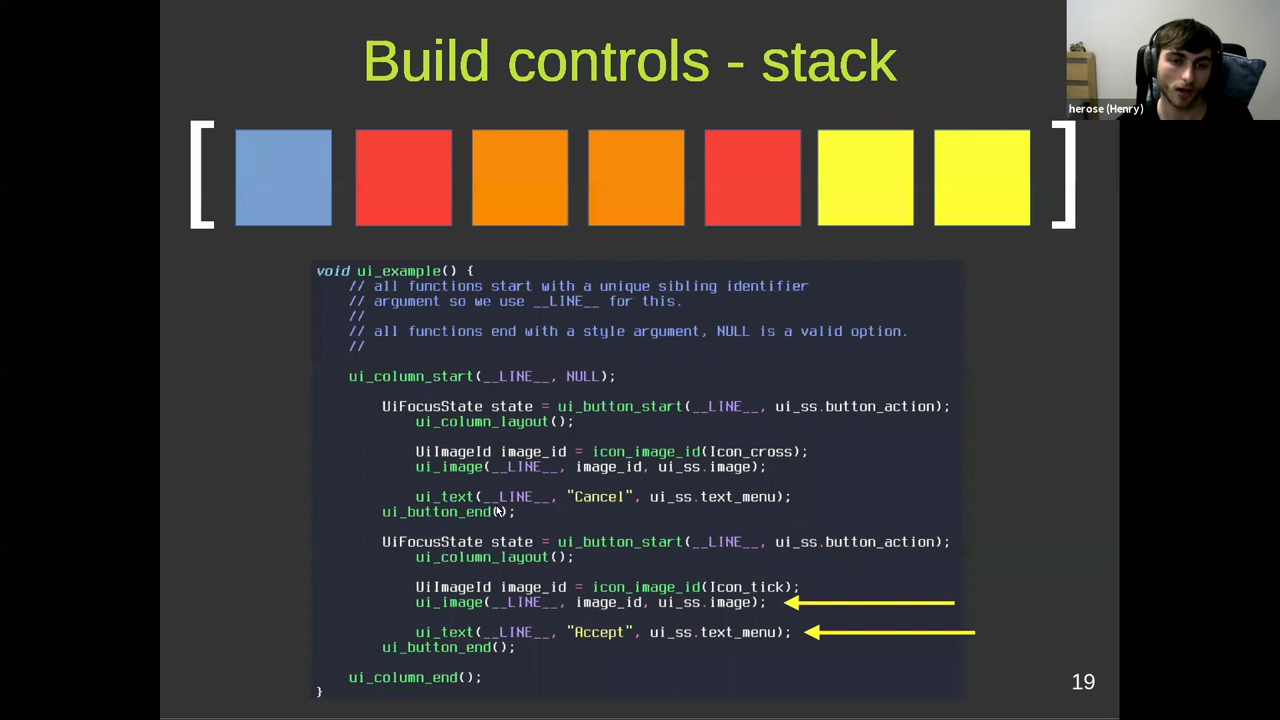 Build controls - stack
herose (Henry)
[ ]
void ui_example() {
// all functions start with a unique sibling identifier
// argument so we use __LINE__ for this.
//
// all functions end with a style argument, NULL is a valid option.
//
ui_column_start(__LINE__, NULL);
UiFocusState state = ui_button_start(__LINE__, ui_ss.button_action);
ui_column_layout();
UiImageId image_id = icon_image_id(Icon_cross);
ui_image(__LINE__, image_id, ui_ss.image);
ui_text(__LINE__, "Cancel", ui_ss.text_menu);
ui_button_end();
UiFocusState state = ui_button_start(__LINE__, ui_ss.button_action);
ui_column_layout();
UiImageId image_id = icon_image_id(Icon_tick);
ui_image(__LINE__, image_id, ui_ss.image);
ui_text(__LINE__, "Accept", ui_ss.text_menu);
ui_button_end();
ui_column_end();
}
19